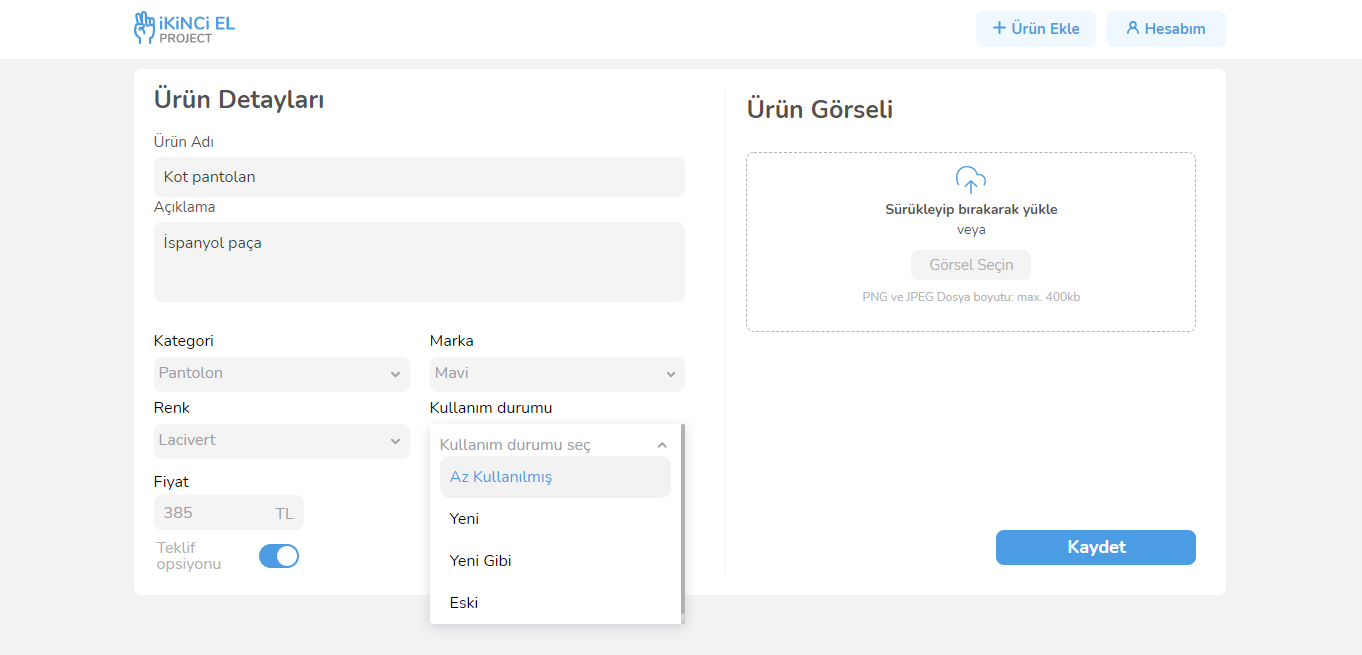 iKiNCi EL
PROJECT
Ürün Ekle
Hesabım
Ürün Detayları
Ürün Adı
Kot pantolan
Açıklama
İspanyol paça
Kategori
Marka
Pantolon
Mavi
Renk
Kullanım durumu
Lacivert
Kullanım durumu seç
Az Kullanılmış
Yeni
Yeni Gibi
Eski
Fiyat
385 TL
Teklif
opsiyonu
Ürün Görseli
Sürükleyip bırakarak yükle
veya
Görsel Seçin
PNG ve JPEG Dosya boyutu: max. 400kb
Kaydet